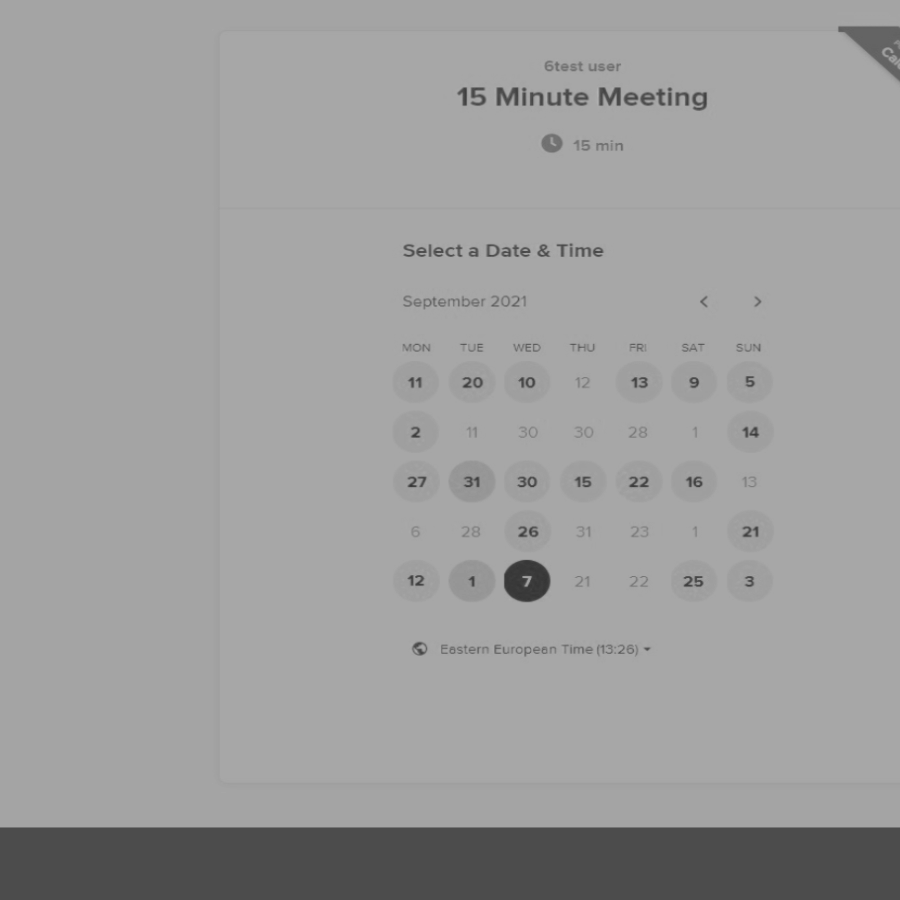 6test user
15 Minute Meeting
15 min
Select a Date & Time
September 2021
MON TUE WED THU FRI SAT SUN
11 20 10 12 13 9 5
2 11 30 30 28 1 14
27 31 30 15 22 16 13
6 28 26 31 23 1 21
12 1 7 21 22 25 3
Eastern European Time (13:26)